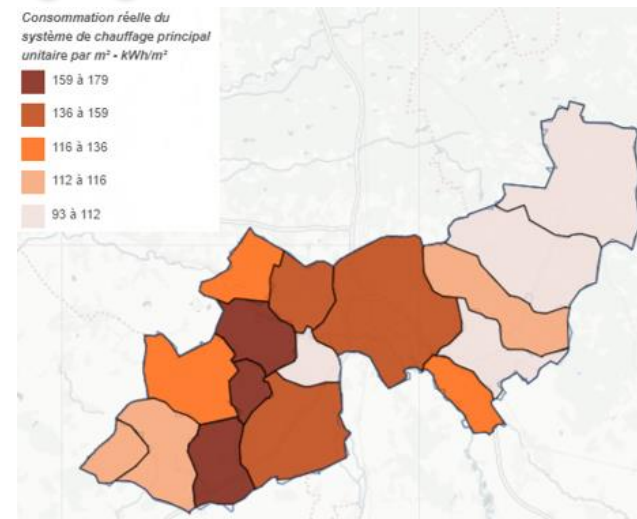 Consommation réelle du
système de chauffage principal
unitaire par m² - kWh/m²
159 à 179
136 à 159
116 à 136
112 à 116
93 à 112